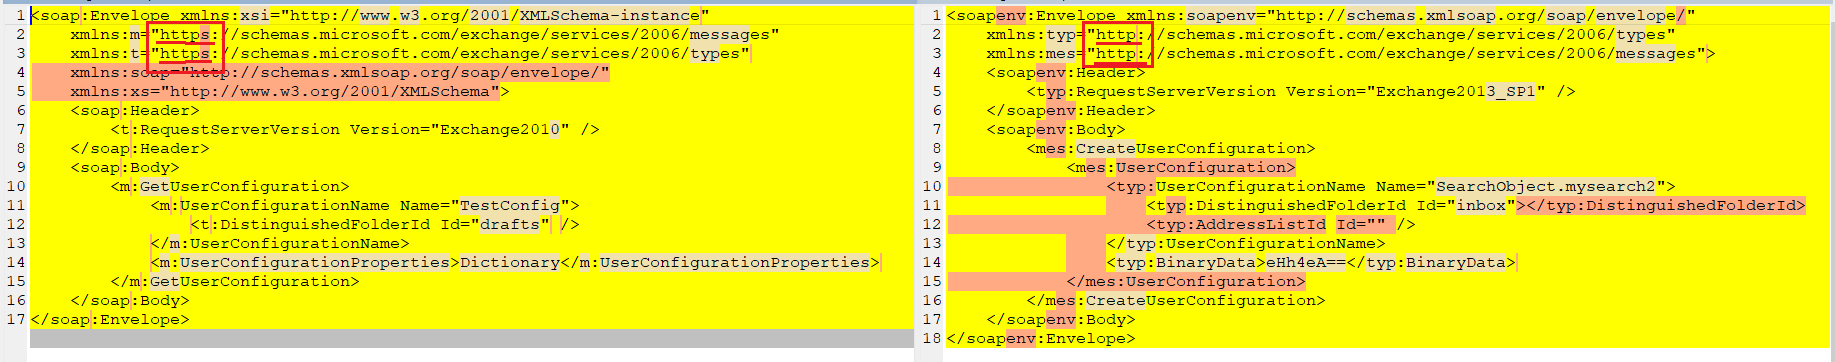 1 <soap:Envelope xmlns:xsi="http://www.w3.org/2001/XMLSchema-instance"
2 xmlns:m="https://schemas.microsoft.com/exchange/services/2006/messages"
3 xmlns:t="https://schemas.microsoft.com/exchange/services/2006/types"
4 xmlns:soap="http://schemas.xmlsoap.org/soap/envelope/"
5 xmlns:xs="http://www.w3.org/2001/XMLSchema">
6 <soap:Header>
7 <t:RequestServerVersion Version="Exchange2010" />
8 </soap:Header>
9 <soap:Body>
10 <m:GetUserConfiguration>
11 <m:UserConfigurationName Name="TestConfig">
12 <t:DistinguishedFolderId Id="drafts" />
13 </m:UserConfigurationName>
14 <m:UserConfigurationProperties>Dictionary</m:UserConfigurationProperties>
15 </m:GetUserConfiguration>
16 </soap:Body>
17 </soap:Envelope>
1 <soapenv:Envelope xmlns:soapenv="http://schemas.xmlsoap.org/soap/envelope/"
2 xmlns:typ="http://schemas.microsoft.com/exchange/services/2006/types"
3 xmlns:mes="http://schemas.microsoft.com/exchange/services/2006/messages">
4 <soapenv:Header>
5 <typ:RequestServerVersion Version="Exchange2013_SP1" />
6 </soapenv:Header>
7 <soapenv:Body>
8 <mes:CreateUserConfiguration>
9 <mes:UserConfiguration>
10 <typ:UserConfigurationName Name="SearchObject.mysearch2">
11 <typ:DistinguishedFolderId Id="inbox"></typ:DistinguishedFolderId>
12 <typ:AddressListId Id="" />
13 </typ:UserConfigurationName>
14 <typ:BinaryData>eHh4eA==</typ:BinaryData>
15 </mes:UserConfiguration>
16 </mes:CreateUserConfiguration>
17 </soapenv:Body>
18 </soapenv:Envelope>